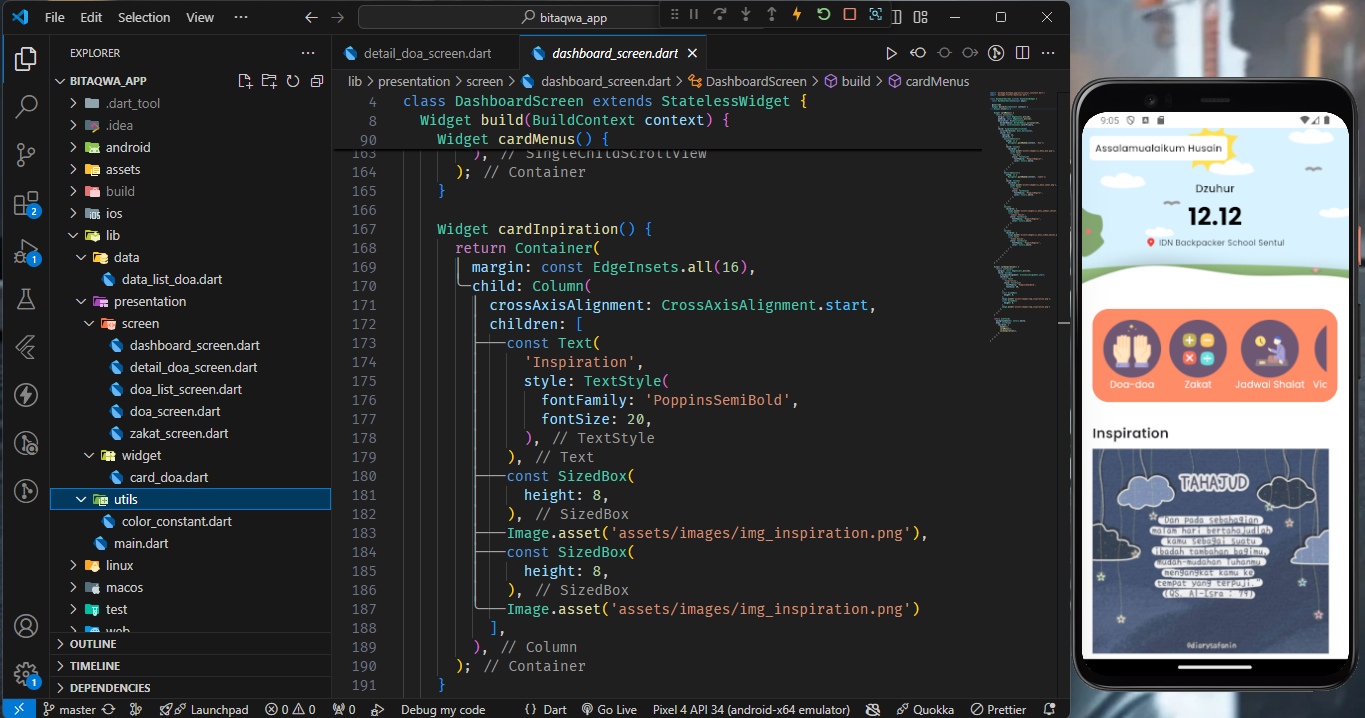 File Edit Selection View ··· bitaqwa_app
EXPLORER ···
BITAQWA_APP
.dart_tool
.idea
android
assets
build
ios
lib
data
data_list_doa.dart
presentation
screen
dashboard_screen.dart
detail_doa_screen.dart
doa_list_screen.dart
doa_screen.dart
zakat_screen.dart
widget
card_doa.dart
utils
color_constant.dart
main.dart
linux
macos
test
web
OUTLINE
TIMELINE
DEPENDENCIES
2
1
1
detail_doa_screen.dart dashboard_screen.dart
lib > presentation > screen > dashboard_screen.dart > DashboardScreen > build > cardMenus
4 class DashboardScreen extends StatelessWidget {
8 Widget build(BuildContext context) {
90 Widget cardMenus() {
163 ), // SingleChildScrollView
164 ); // Container
165 }
166
167 Widget cardInpiration() {
168 return Container(
169 margin: const EdgeInsets.all(16),
170 child: Column(
171 crossAxisAlignment: CrossAxisAlignment.start,
172 children: [
173 const Text(
174 'Inspiration',
175 style: TextStyle(
176 fontFamily: 'PoppinsSemiBold',
177 fontSize: 20,
178 ), // TextStyle
179 ), // Text
180 const SizedBox(
181 height: 8,
182 ), // SizedBox
183 Image.asset('assets/images/img_inspiration.png'),
184 const SizedBox(
185 height: 8,
186 ), // SizedBox
187 Image.asset('assets/images/img_inspiration.png')
188 ],
189 ), // Column
190 ); // Container
191 }
master Launchpad 0 0 0 Debug my code {} Dart Go Live Pixel 4 API 34 (android-x64 emulator) Quokka Prettier
9:05
Assalamualaikum Husain
Dzuhur
12.12
IDN Backpacker School Sentul
Doa-doa Zakat Jadwal Shalat Vic
Inspiration
TAHAJUD
"Dan pada sebahagian
malam hari bertahajudlah
kamu sebagai suatu
ibadah tambahan bagimu,
mudah-mudahan Tuhanmu
mengangkat kamu ke
tempat yang terpuji."
(QS. Al-Isra : 79)
@diarysafanin